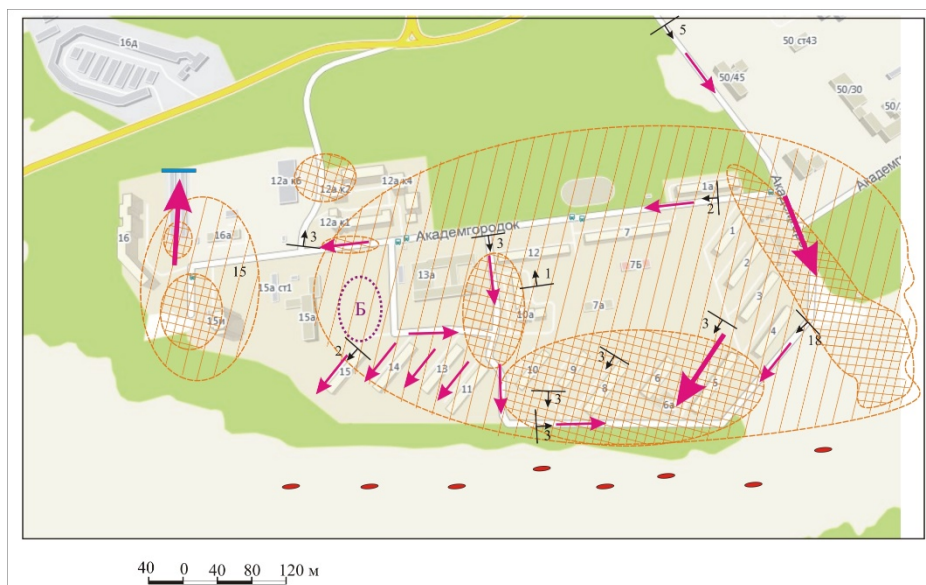 16д
5
50 ст43
50/45
50/30
12а к6
12а к2
12а к4
1а
2
Академгородок
12а к1
3
16
16а
3
12
7
1
15
15а ст1
13а
1
7Б
2
Б
15и
15а
10а
7а
3
3
4
2
18
15
14
13
11
10
9
3
8
6
5
6а
3
3
40 0 40 80 120 м